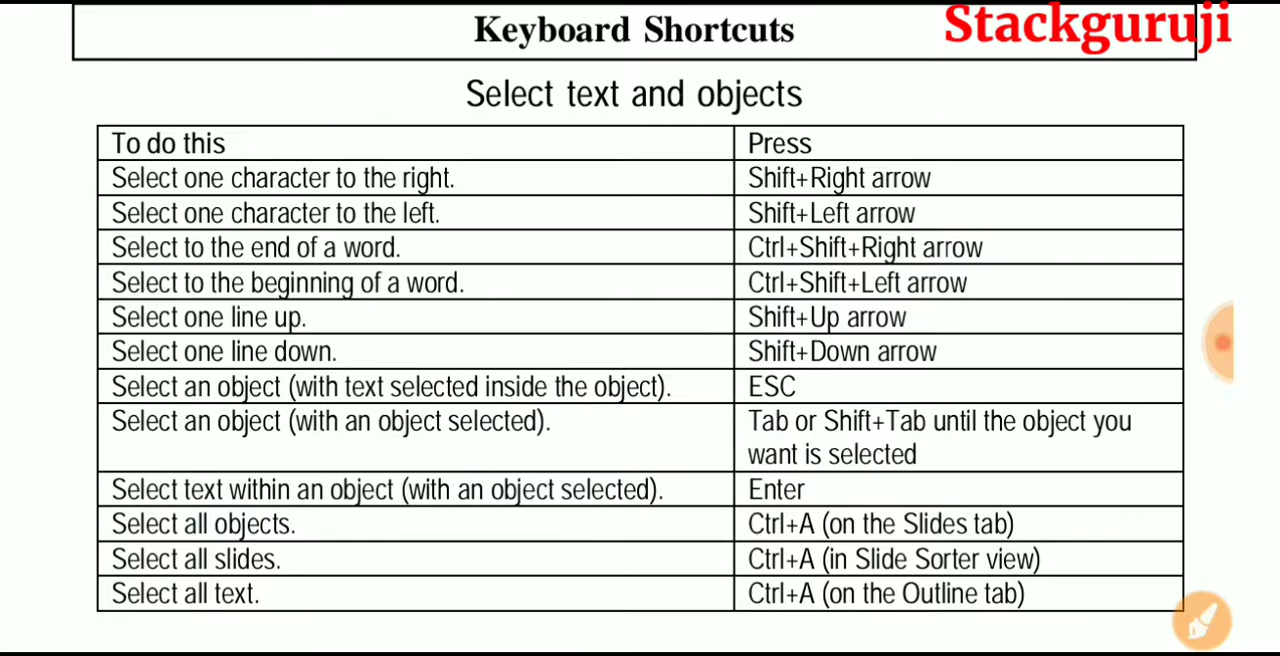 Keyboard Shortcuts
Stackguruji
Select text and objects
To do this Press
Select one character to the right. Shift+Right arrow
Select one character to the left. Shift+Left arrow
Select to the end of a word. Ctrl+Shift+Right arrow
Select to the beginning of a word. Ctrl+Shift+Left arrow
Select one line up. Shift+Up arrow
Select one line down. Shift+Down arrow
Select an object (with text selected inside the object). ESC
Select an object (with an object selected). Tab or Shift+Tab until the object you
want is selected
Select text within an object (with an object selected). Enter
Select all objects. Ctrl+A (on the Slides tab)
Select all slides. Ctrl+A (in Slide Sorter view)
Select all text. Ctrl+A (on the Outline tab)